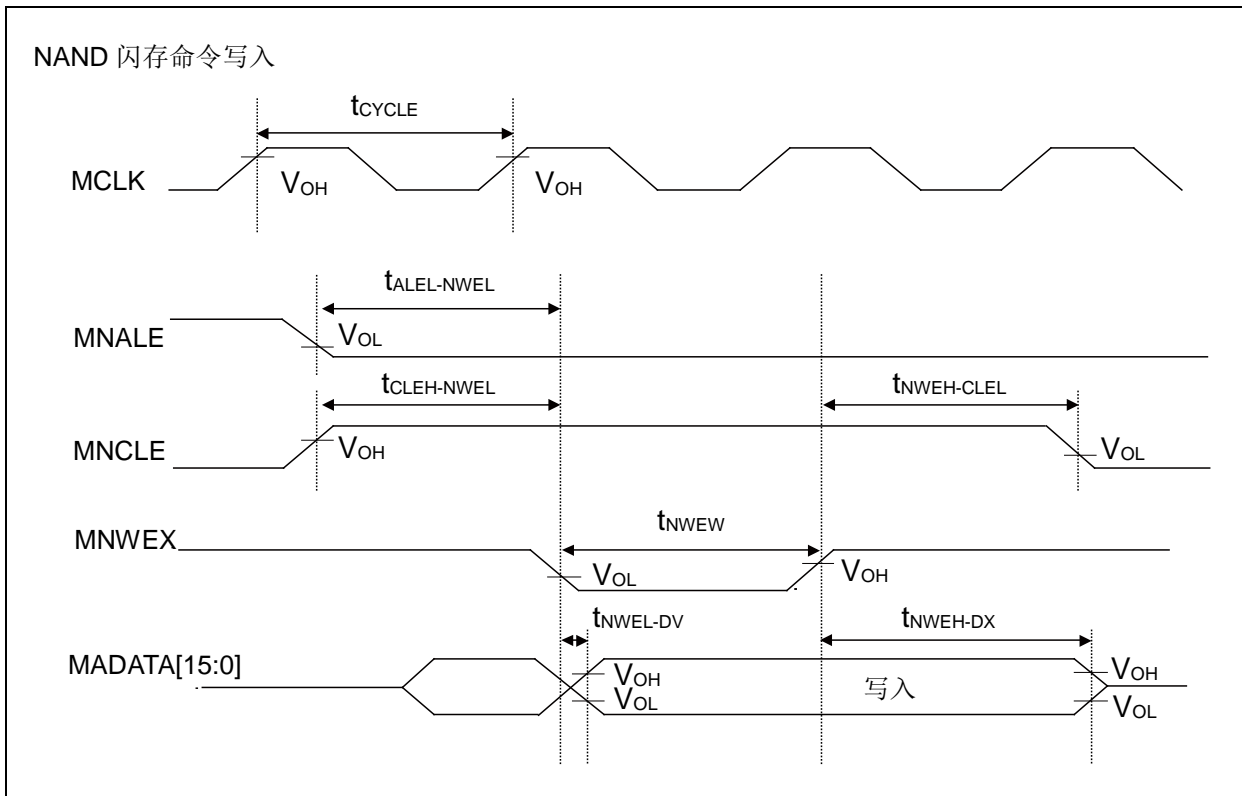 NAND 闪存命令写入
tCYCLE
MCLK
VOH
VOH
tALEL-NWEL
MNALE
VOL
tCLEH-NWEL
tNWEH-CLEL
MNCLE
VOH
VOL
tNWEW
MNWEX
VOL
VOH
tNWEL-DV
tNWEH-DX
MADATA[15:0]
VOH
VOL
写入
VOH
VOL